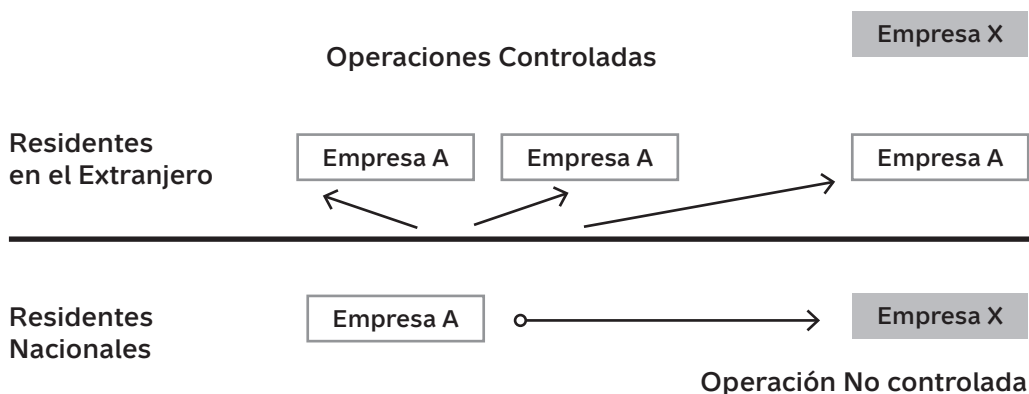 Empresa X
Operaciones Controladas
Residentes
en el Extranjero
Empresa A
Empresa A
Empresa A
Residentes
Nacionales
Empresa A
Empresa X
Operación No controlada